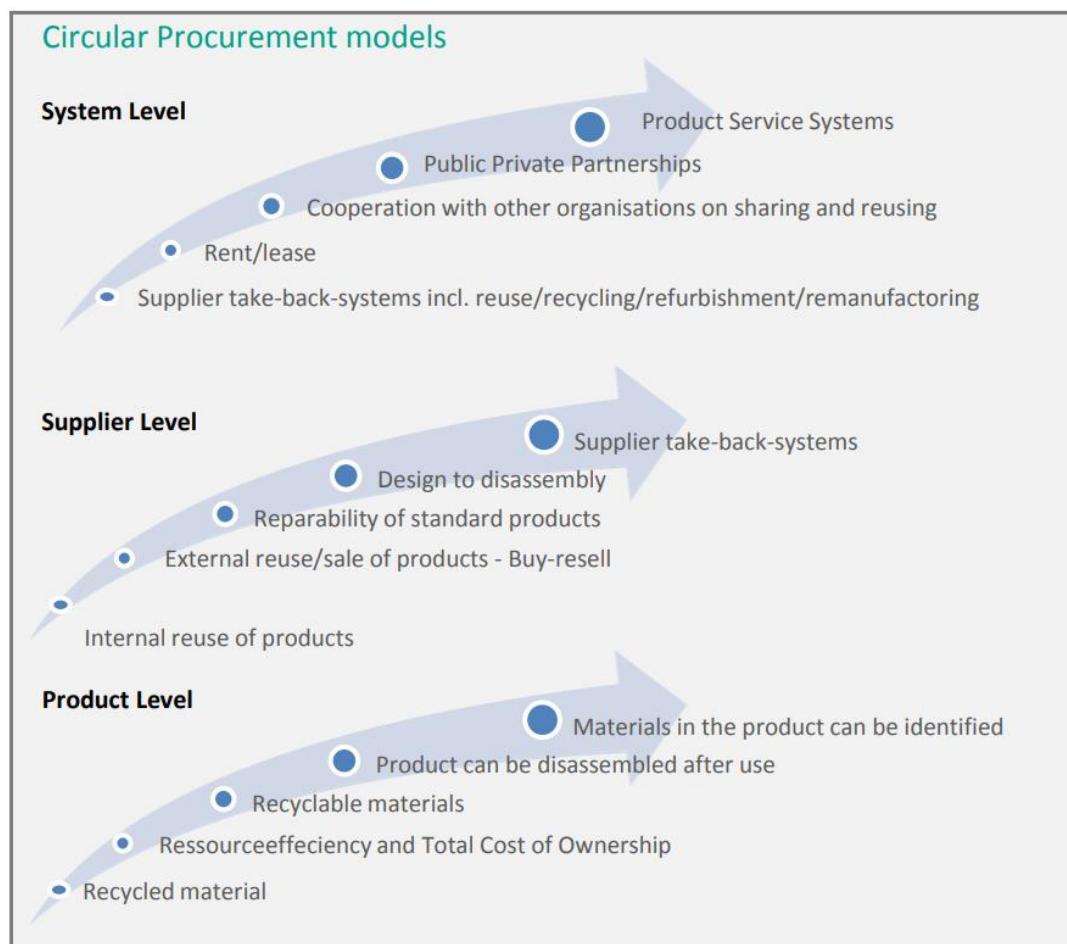 Circular Procurement models
System Level
Product Service Systems
Public Private Partnerships
Cooperation with other organisations on sharing and reusing
Rent/lease
Supplier take-back-systems incl. reuse/recycling/refurbishment/remanufactoring
Supplier Level
Supplier take-back-systems
Design to disassembly
Reparability of standard products
External reuse/sale of products - Buy-resell
Internal reuse of products
Product Level
Materials in the product can be identified
Product can be disassembled after use
Recyclable materials
Ressourceeffeciency and Total Cost of Ownership
Recycled material